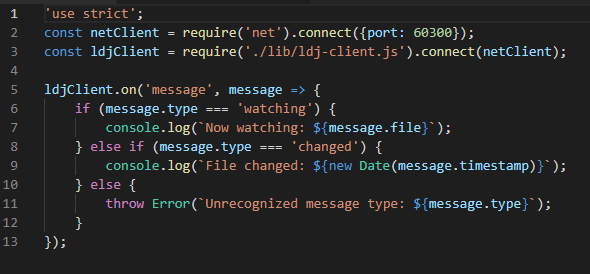 1 'use strict';
2 const netClient = require('net').connect({port: 60300});
3 const ldjClient = require('./lib/ldj-client.js').connect(netClient);
4
5 ldjClient.on('message', message => {
6     if (message.type === 'watching') {
7         console.log(`Now watching: ${message.file}`);
8     } else if (message.type === 'changed') {
9         console.log(`File changed: ${new Date(message.timestamp)}`);
10     } else {
11         throw Error(`Unrecognized message type: ${message.type}`);
12     }
13 });